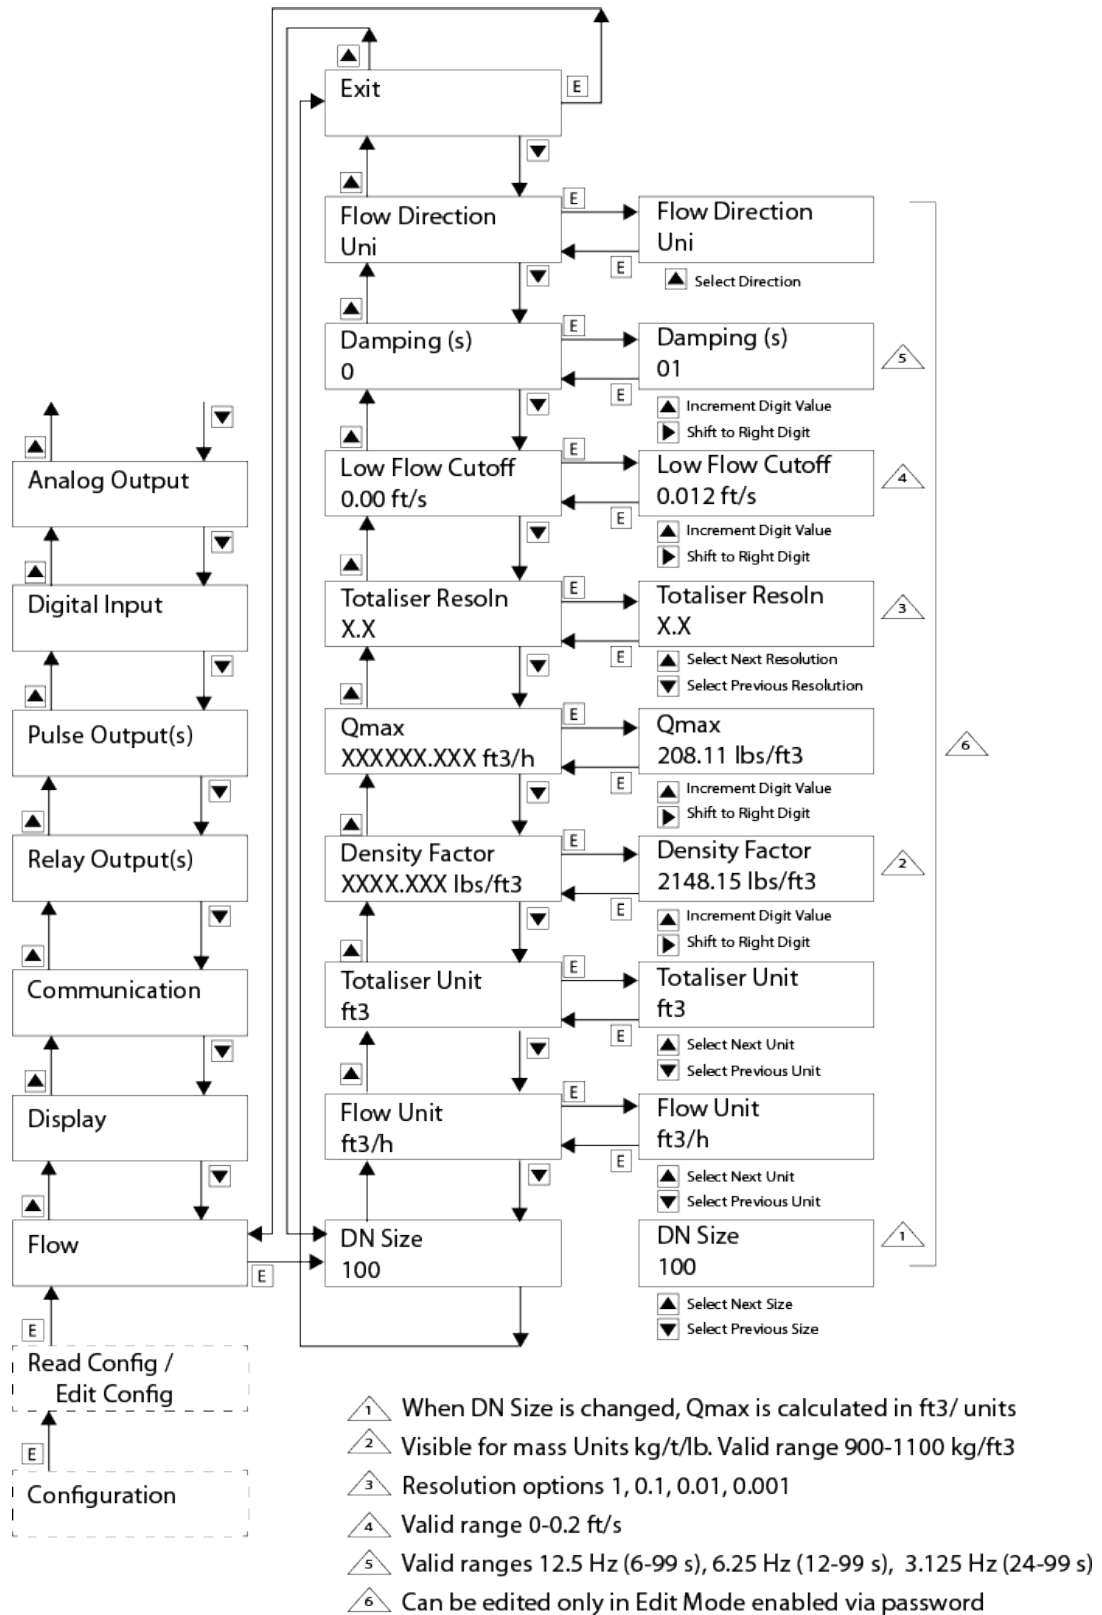 Exit
E
Flow Direction
Uni
E
E
Flow Direction
Uni
Select Direction
Damping (s)
0
E
E
Damping (s)
01
5
Increment Digit Value
Shift to Right Digit
Low Flow Cutoff
0.00 ft/s
E
E
Low Flow Cutoff
0.012 ft/s
4
Increment Digit Value
Shift to Right Digit
Totaliser Resoln
X.X
E
E
Totaliser Resoln
X.X
3
Select Next Resolution
Select Previous Resolution
Qmax
XXXXXX.XXX ft3/h
E
E
Qmax
208.11 lbs/ft3
6
Increment Digit Value
Shift to Right Digit
Density Factor
XXXX.XXX lbs/ft3
E
E
Density Factor
2148.15 lbs/ft3
2
Increment Digit Value
Shift to Right Digit
Totaliser Unit
ft3
E
E
Totaliser Unit
ft3
Select Next Unit
Select Previous Unit
Flow Unit
ft3/h
E
E
Flow Unit
ft3/h
Select Next Unit
Select Previous Unit
DN Size
100
DN Size
100
1
Select Next Size
Select Previous Size
Analog Output
Digital Input
Pulse Output(s)
Relay Output(s)
Communication
Display
Flow
E
E
Read Config /
Edit Config
E
Configuration
1 When DN Size is changed, Qmax is calculated in ft3/ units
2 Visible for mass Units kg/t/lb. Valid range 900-1100 kg/ft3
3 Resolution options 1, 0.1, 0.01, 0.001
4 Valid range 0-0.2 ft/s
5 Valid ranges 12.5 Hz (6-99 s), 6.25 Hz (12-99 s), 3.125 Hz (24-99 s)
6 Can be edited only in Edit Mode enabled via password